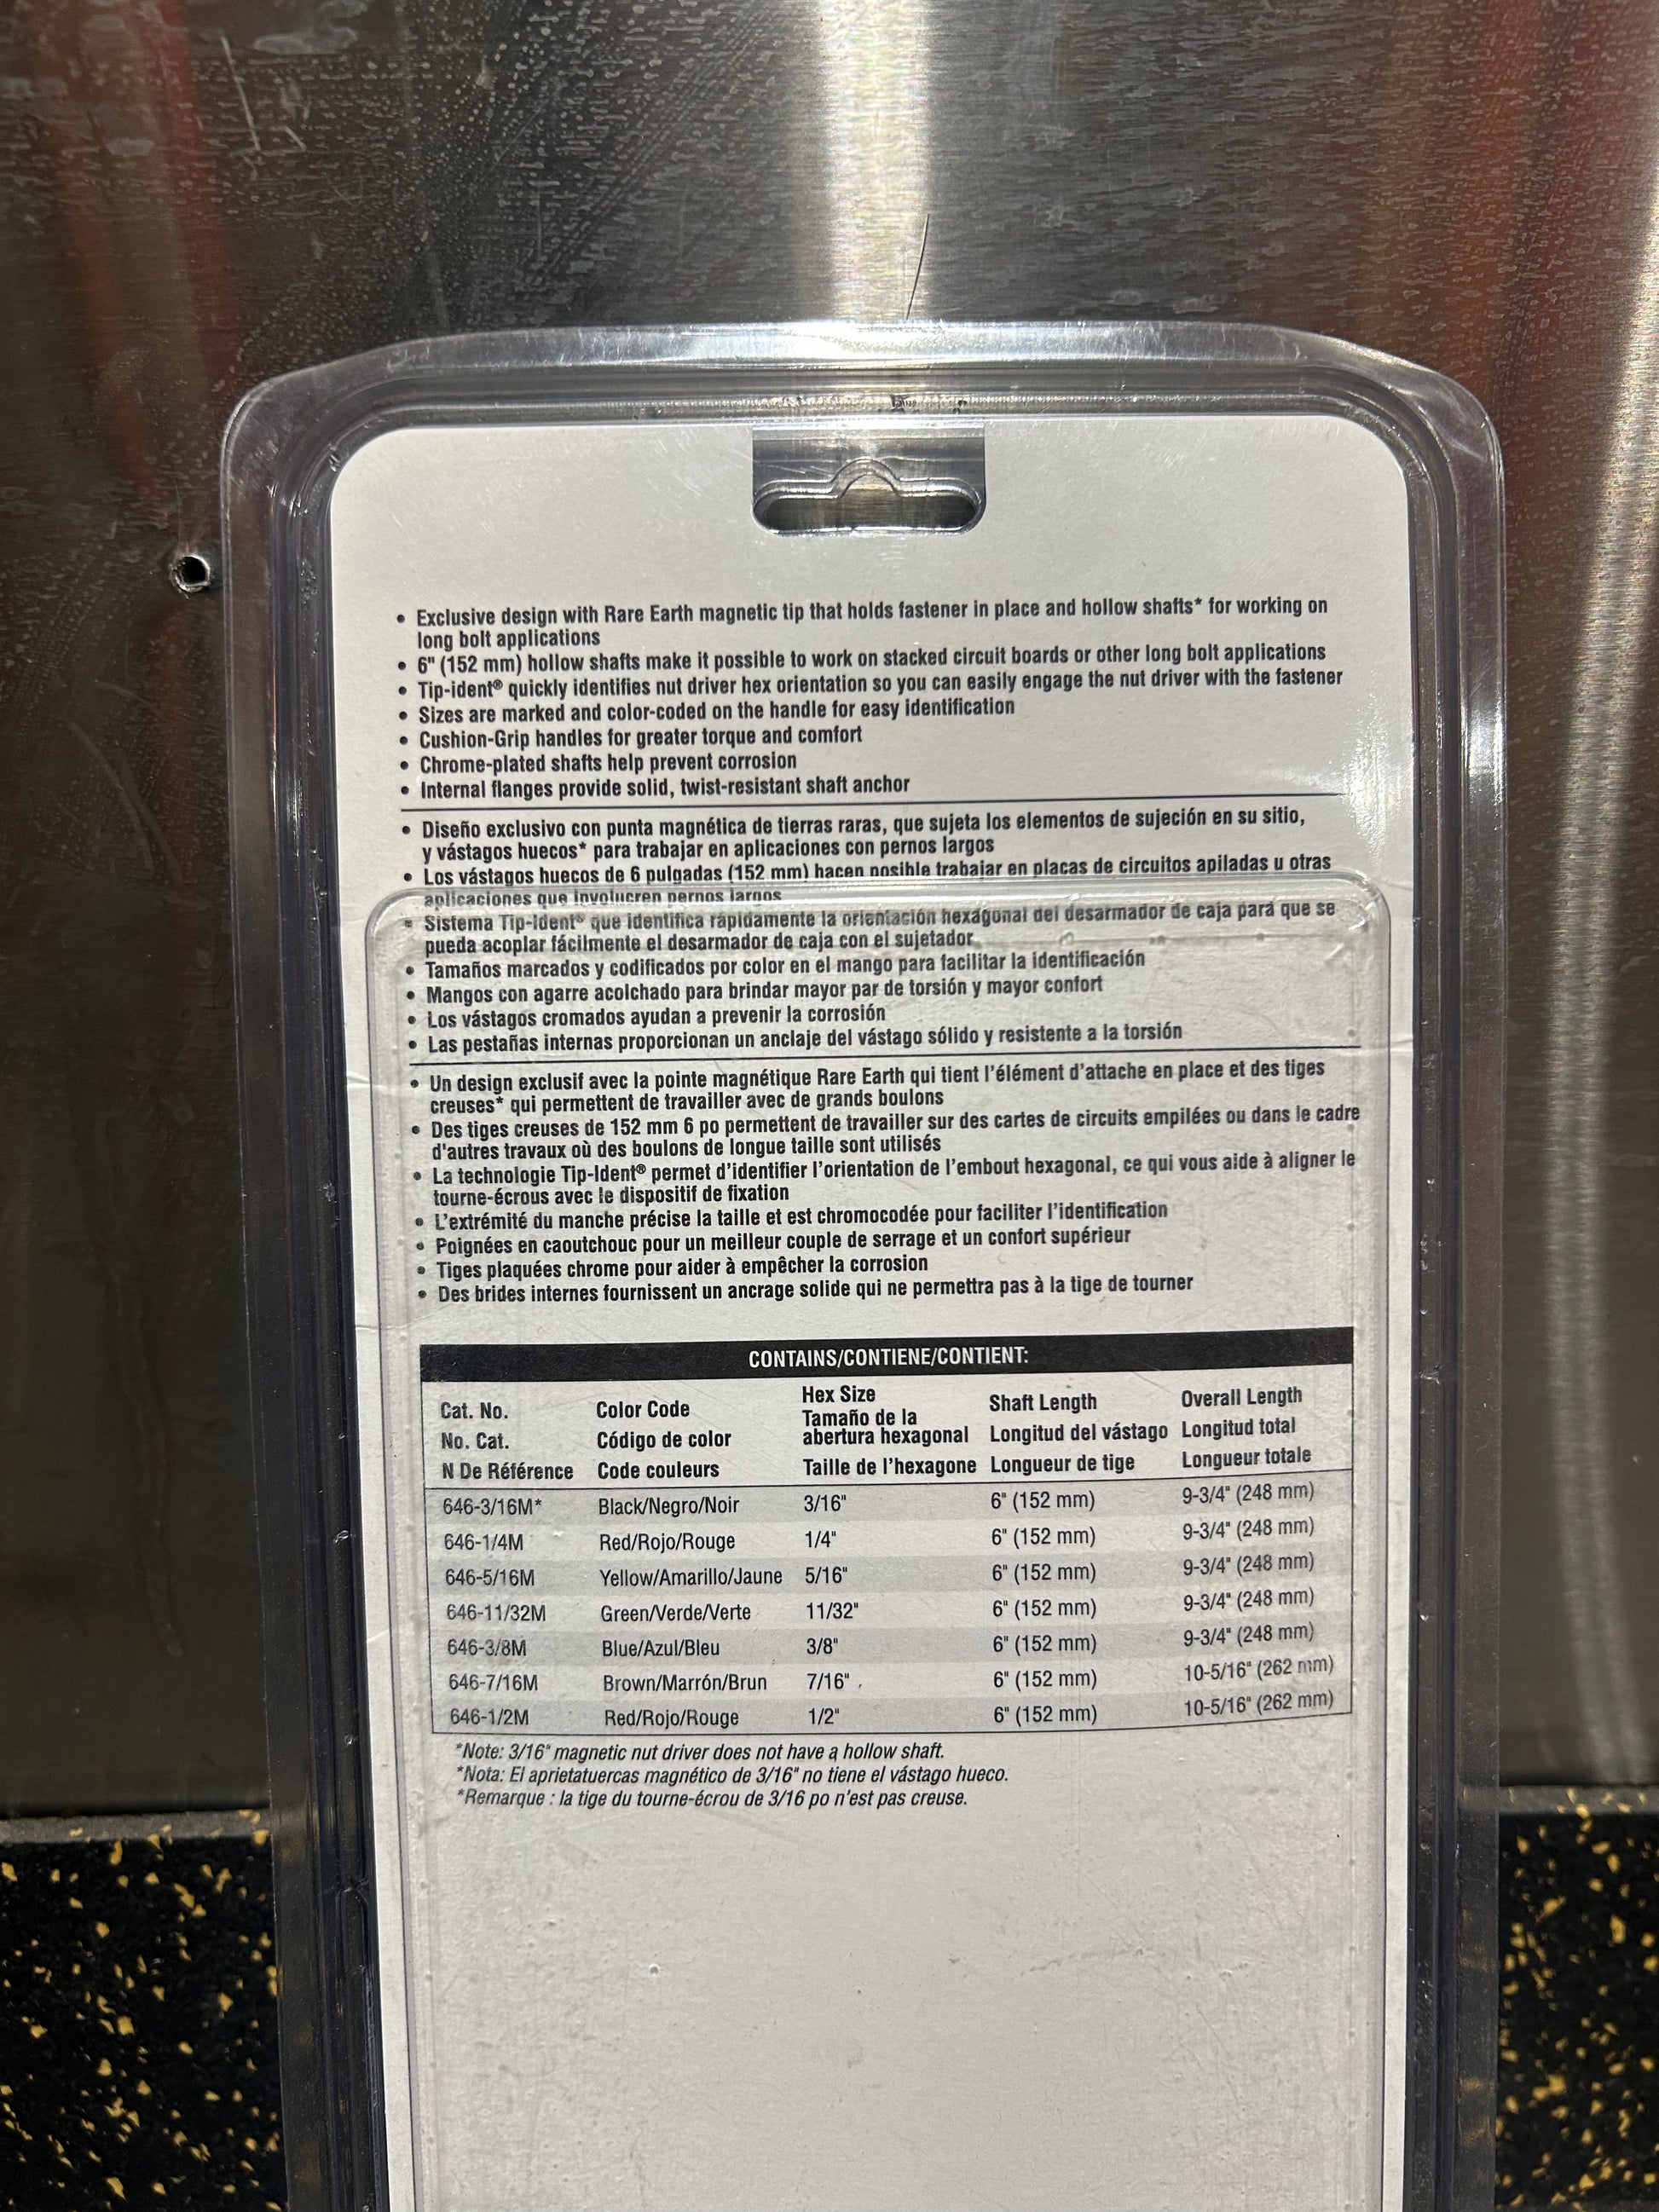 • Exclusive design with Rare Earth magnetic tip that holds fastener in place and hollow shafts* for working on
long bolt applications
• 6" (152 mm) hollow shafts make it possible to work on stacked circuit boards or other long bolt applications
• Tip-ident® quickly identifies nut driver hex orientation so you can easily engage the nut driver with the fastener
• Sizes are marked and color-coded on the handle for easy identification
• Cushion-Grip handles for greater torque and comfort
• Chrome-plated shafts help prevent corrosion
• Internal flanges provide solid, twist-resistant shaft anchor
• Diseño exclusivo con punta magnética de tierras raras, que sujeta los elementos de sujeción en su sitio,
y vástagos huecos* para trabajar en aplicaciones con pernos largos
• Los vástagos huecos de 6 pulgadas (152 mm) hacen posible trabajar en placas de circuitos apiladas u otras
aplicaciones que involucren pernos largos
• Sistema Tip-Ident® que identifica rápidamente la orientación hexagonal del desarmador de caja para que se
pueda acoplar fácilmente el desarmador de caja con el sujetador
• Tamaños marcados y codificados por color en el mango para facilitar la identificación
• Mangos con agarre acolchado para brindar mayor par de torsión y mayor confort
• Los vástagos cromados ayudan a prevenir la corrosión
• Las pestañas internas proporcionan un anclaje del vástago sólido y resistente a la torsión
• Un design exclusif avec la pointe magnétique Rare Earth qui tient l'élément d'attache en place et des tiges
creuses* qui permettent de travailler avec de grands boulons
• Des tiges creuses de 152 mm 6 po permettent de travailler sur des cartes de circuits empilées ou dans le cadre
d'autres travaux où des boulons de longue taille sont utilisés
• La technologie Tip-Ident® permet d'identifier l'orientation de l'embout hexagonal, ce qui vous aide à aligner le
tourne-écrous avec le dispositif de fixation
• L'extrémité du manche précise la taille et est chromocodée pour faciliter l'identification
• Poignées en caoutchouc pour un meilleur couple de serrage et un confort supérieur
• Tiges plaquées chrome pour aider à empêcher la corrosion
• Des brides internes fournissent un ancrage solide qui ne permettra pas à la tige de tourner
CONTAINS/CONTIENE/CONTIENT:
Cat. No. Color Code Hex Size Shaft Length Overall Length
No. Cat. Código de color Tamaño de la abertura hexagonal Longitud del vástago Longitud total
N De Référence Code couleurs Taille de l'hexagone Longueur de tige Longueur totale
646-3/16M* Black/Negro/Noir 3/16" 6" (152 mm) 9-3/4" (248 mm)
646-1/4M Red/Rojo/Rouge 1/4" 6" (152 mm) 9-3/4" (248 mm)
646-5/16M Yellow/Amarillo/Jaune 5/16" 6" (152 mm) 9-3/4" (248 mm)
646-11/32M Green/Verde/Verte 11/32" 6" (152 mm) 9-3/4" (248 mm)
646-3/8M Blue/Azul/Bleu 3/8" 6" (152 mm) 9-3/4" (248 mm)
646-7/16M Brown/Marrón/Brun 7/16" 6" (152 mm) 10-5/16" (262 mm)
646-1/2M Red/Rojo/Rouge 1/2" 6" (152 mm) 10-5/16" (262 mm)
*Note: 3/16" magnetic nut driver does not have a hollow shaft.
*Nota: El aprietatuercas magnético de 3/16" no tiene el vástago hueco.
*Remarque : la tige du tourne-écrou de 3/16 po n'est pas creuse.